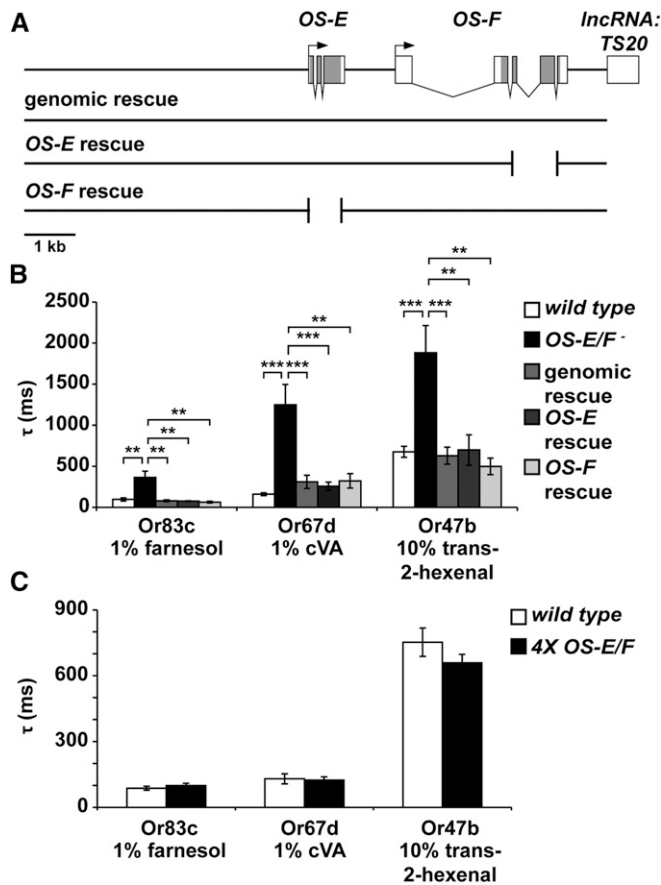 A
OS-E
OS-F
lncRNA:
TS20
genomic rescue
OS-E rescue
OS-F rescue
1 kb
B
2500
2000
1500
1000
500
0
τ (ms)
**
**
**
**
***
***
***
**
***
***
**
**
Or83c
1% farnesol
Or67d
1% cVA
Or47b
10% trans-
2-hexenal
wild type
OS-E/F -
genomic
rescue
OS-E
rescue
OS-F
rescue
C
900
600
300
0
τ (ms)
Or83c
1% farnesol
Or67d
1% cVA
Or47b
10% trans-
2-hexenal
wild type
4X OS-E/F